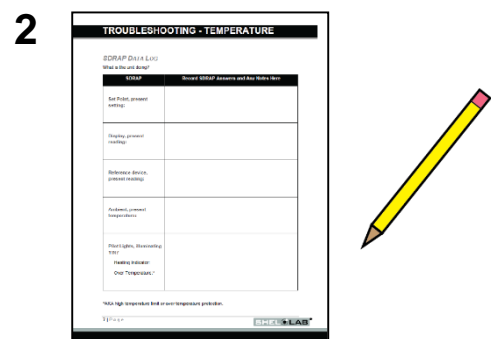 2
TROUBLESHOOTING - TEMPERATURE
SDRAP DATA LOG
What is the unit doing?
SDRAP Record SDRAP Answers and Any Notes Here
Set Point, present
setting:
Display, present
reading:
Reference device,
present reading:
Ambient, present
temperature:
Pilot Lights, illuminating
Heating Indicator:
Over Temperature:*
*AKA high temperature limit or over-temperature protection.
5 | Page SHEL LAB